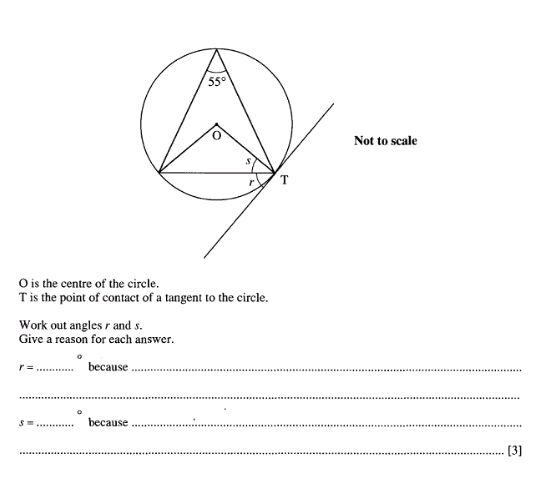 55°
O
s
r
T
Not to scale
O is the centre of the circle.
T is the point of contact of a tangent to the circle.
Work out angles r and s.
Give a reason for each answer.
r = ........... ° because ...........
s = ........... ° because ...........
[3]